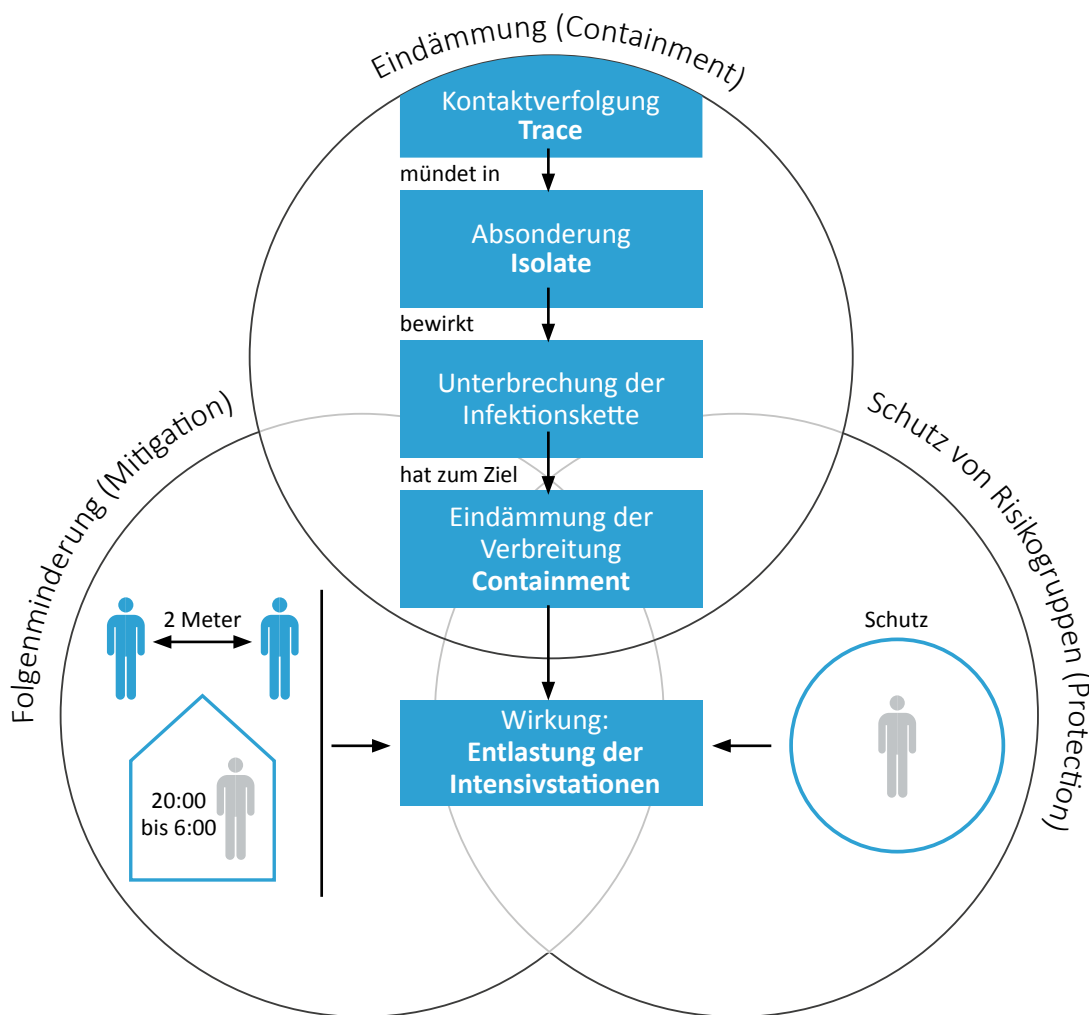 Eindämmung (Containment)
Kontaktverfolgung
Trace
mündet in
Absonderung
Isolate
bewirkt
Unterbrechung der
Infektionskette
hat zum Ziel
Eindämmung der
Verbreitung
Containment
Folgenminderung (Mitigation)
2 Meter
20:00
bis 6:00
Wirkung:
Entlastung der
Intensivstationen
Schutz von Risikogruppen (Protection)
Schutz